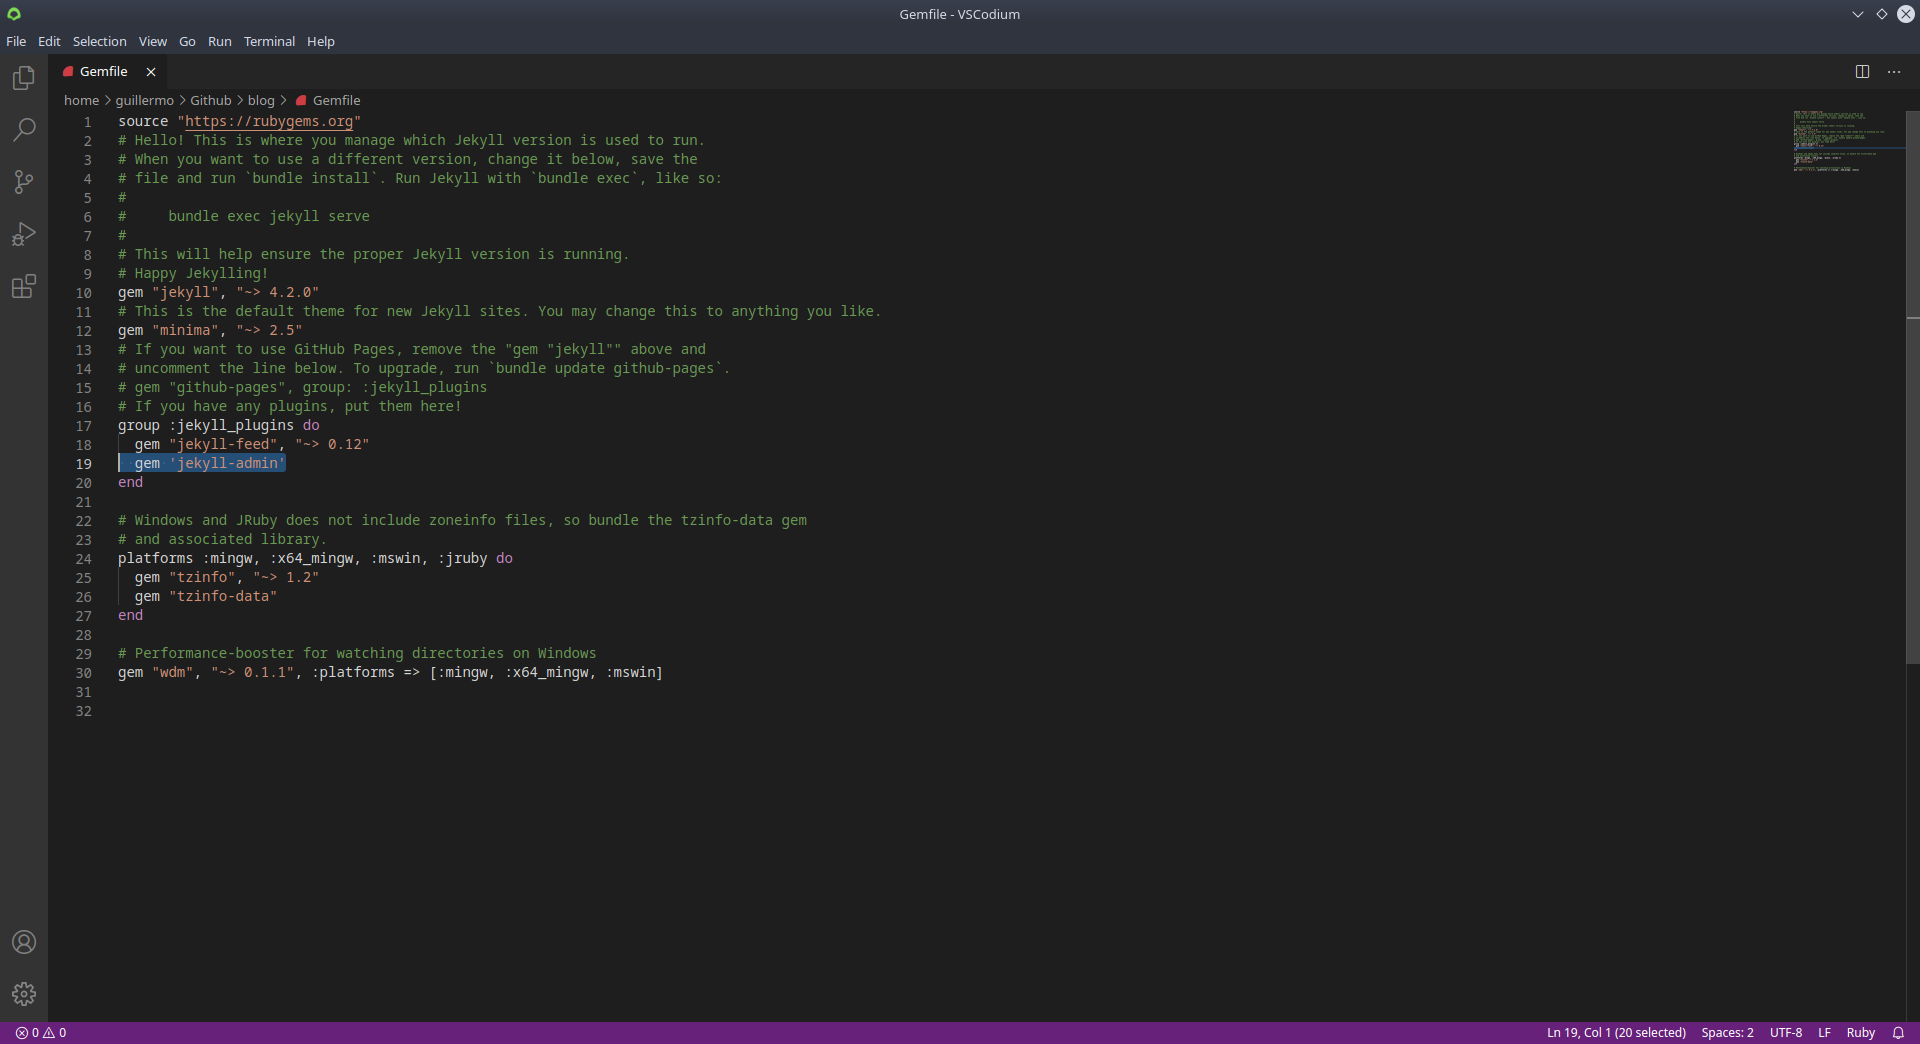 Gemfile - VSCodium
File Edit Selection View Go Run Terminal Help
Gemfile
home > guillermo > Github > blog > Gemfile
1 source "https://rubygems.org"
2 # Hello! This is where you manage which Jekyll version is used to run.
3 # When you want to use a different version, change it below, save the
4 # file and run `bundle install`. Run Jekyll with `bundle exec`, like so:
5 #
6 #     bundle exec jekyll serve
7 #
8 # This will help ensure the proper Jekyll version is running.
9 # Happy Jekylling!
10 gem "jekyll", "~> 4.2.0"
11 # This is the default theme for new Jekyll sites. You may change this to anything you like.
12 gem "minima", "~> 2.5"
13 # If you want to use GitHub Pages, remove the "gem "jekyll"" above and
14 # uncomment the line below. To upgrade, run `bundle update github-pages`.
15 # gem "github-pages", group: :jekyll_plugins
16 # If you have any plugins, put them here!
17 group :jekyll_plugins do
18   gem "jekyll-feed", "~> 0.12"
19   gem 'jekyll-admin'
20 end
21
22 # Windows and JRuby does not include zoneinfo files, so bundle the tzinfo-data gem
23 # and associated library.
24 platforms :mingw, :x64_mingw, :mswin, :jruby do
25   gem "tzinfo", "~> 1.2"
26   gem "tzinfo-data"
27 end
28
29 # Performance-booster for watching directories on Windows
30 gem "wdm", "~> 0.1.1", :platforms => [:mingw, :x64_mingw, :mswin]
31
32
0 0 Ln 19, Col 1 (20 selected) Spaces: 2 UTF-8 LF Ruby